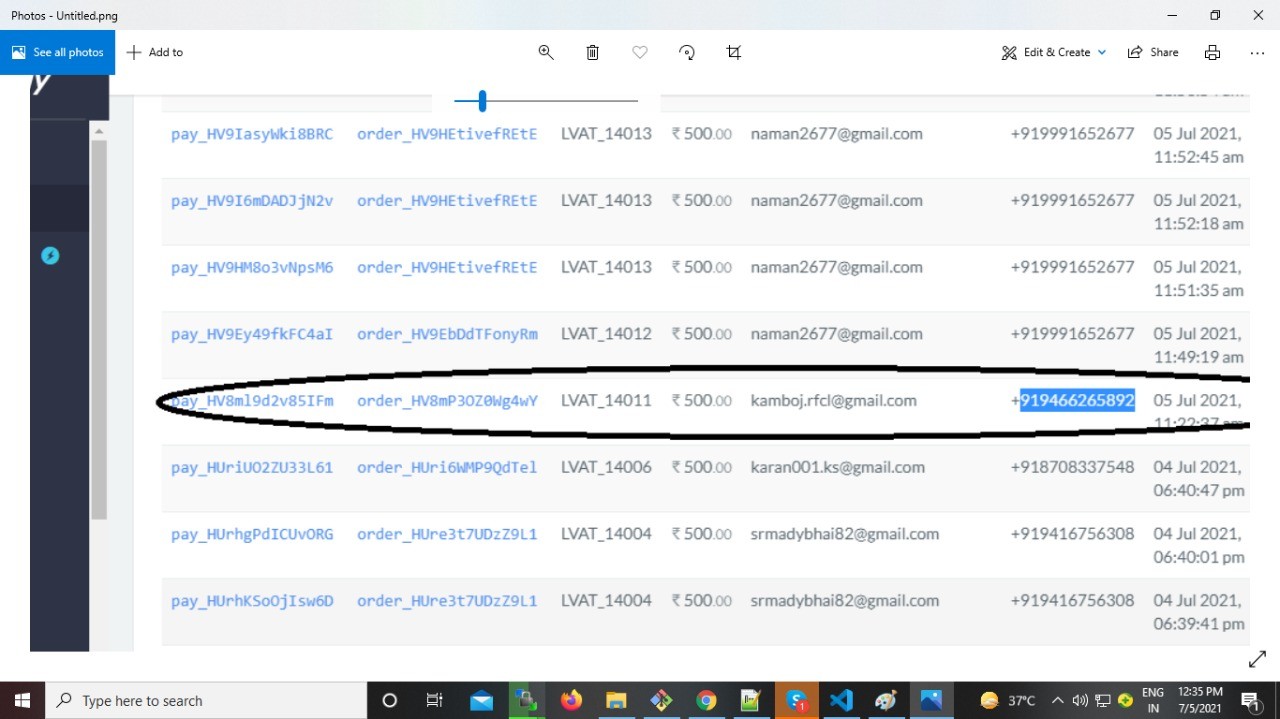 Photos - Untitled.png
See all photos
Add to
Edit & Create
Share
y
pay_HV9IasyWki8BRC order_HV9HEtivefREtE LVAT_14013 ₹ 500.00 naman2677@gmail.com +919991652677 05 Jul 2021,
11:52:45 am
pay_HV9I6mDADJjN2v order_HV9HEtivefREtE LVAT_14013 ₹ 500.00 naman2677@gmail.com +919991652677 05 Jul 2021,
11:52:18 am
pay_HV9HM8o3vNpsM6 order_HV9HEtivefREtE LVAT_14013 ₹ 500.00 naman2677@gmail.com +919991652677 05 Jul 2021,
11:51:35 am
pay_HV9Ey49fkFC4aI order_HV9EbDdTFonyRm LVAT_14012 ₹ 500.00 naman2677@gmail.com +919991652677 05 Jul 2021,
11:49:19 am
pay_HV8ml9d2v85IFm order_HV8mP3OZ0Wg4wY LVAT_14011 ₹ 500.00 kamboj.rfcl@gmail.com +919466265892 05 Jul 2021,
11:22:37 am
pay_HUriUO2ZU33L61 order_HUri6WMP9QdTel LVAT_14006 ₹ 500.00 karan001.ks@gmail.com +918708337548 04 Jul 2021,
06:40:47 pm
pay_HUrhgPdICUvORG order_HUre3t7UDzZ9L1 LVAT_14004 ₹ 500.00 srmadybhai82@gmail.com +919416756308 04 Jul 2021,
06:40:01 pm
pay_HUrhKSoOjIsw6D order_HUre3t7UDzZ9L1 LVAT_14004 ₹ 500.00 srmadybhai82@gmail.com +919416756308 04 Jul 2021,
06:39:41 pm
Type here to search
37°C
ENG
IN
12:35 PM
7/5/2021
1
1